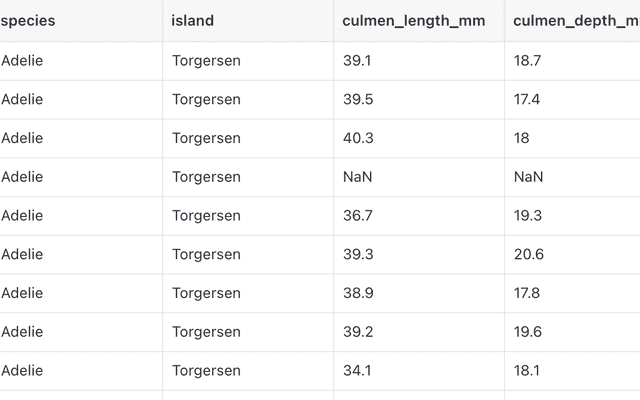 species island culmen_length_mm culmen_depth_m
Adelie Torgersen 39.1 18.7
Adelie Torgersen 39.5 17.4
Adelie Torgersen 40.3 18
Adelie Torgersen NaN NaN
Adelie Torgersen 36.7 19.3
Adelie Torgersen 39.3 20.6
Adelie Torgersen 38.9 17.8
Adelie Torgersen 39.2 19.6
Adelie Torgersen 34.1 18.1